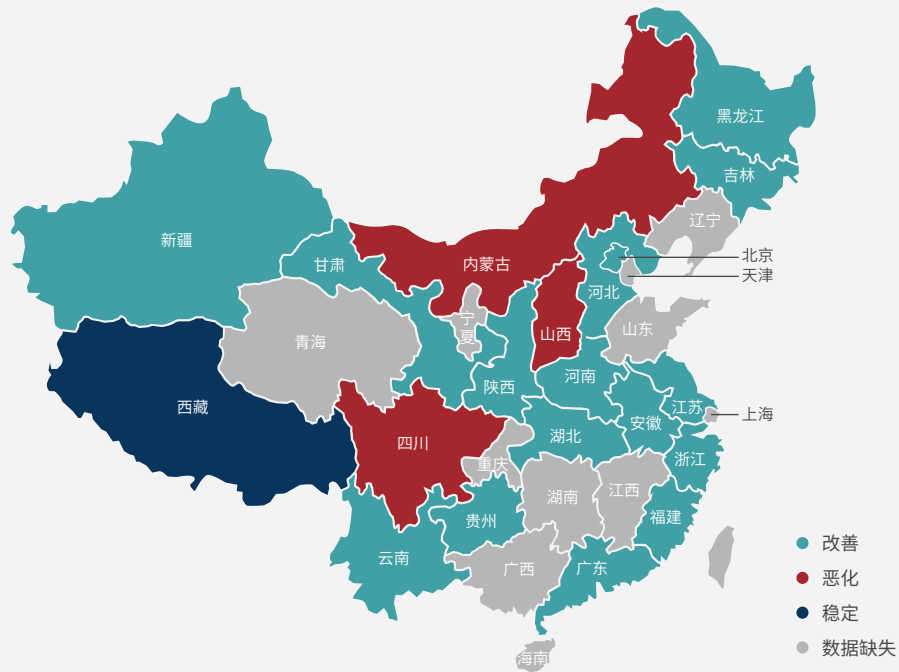 黑龙江
吉林
辽宁
新疆
北京
甘肃
内蒙古
天津
河北
宁
夏
山东
山西
青海
河南
陕西
西藏
江苏
上海
安徽
湖北
四川
浙江
重庆
江西
湖南
福建
贵州
改善
云南
广西
广东
恶化
稳定
数据缺失
海南